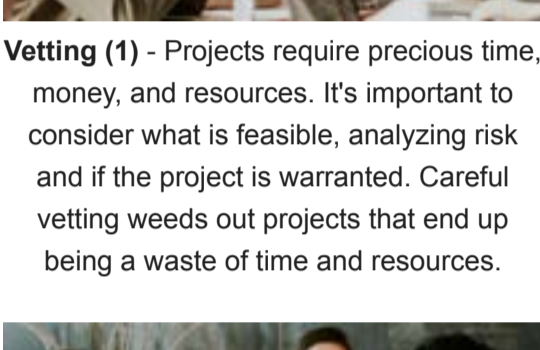 Vetting (1) - Projects require precious time,
money, and resources. It's important to
consider what is feasible, analyzing risk
and if the project is warranted. Careful
vetting weeds out projects that end up
being a waste of time and resources.